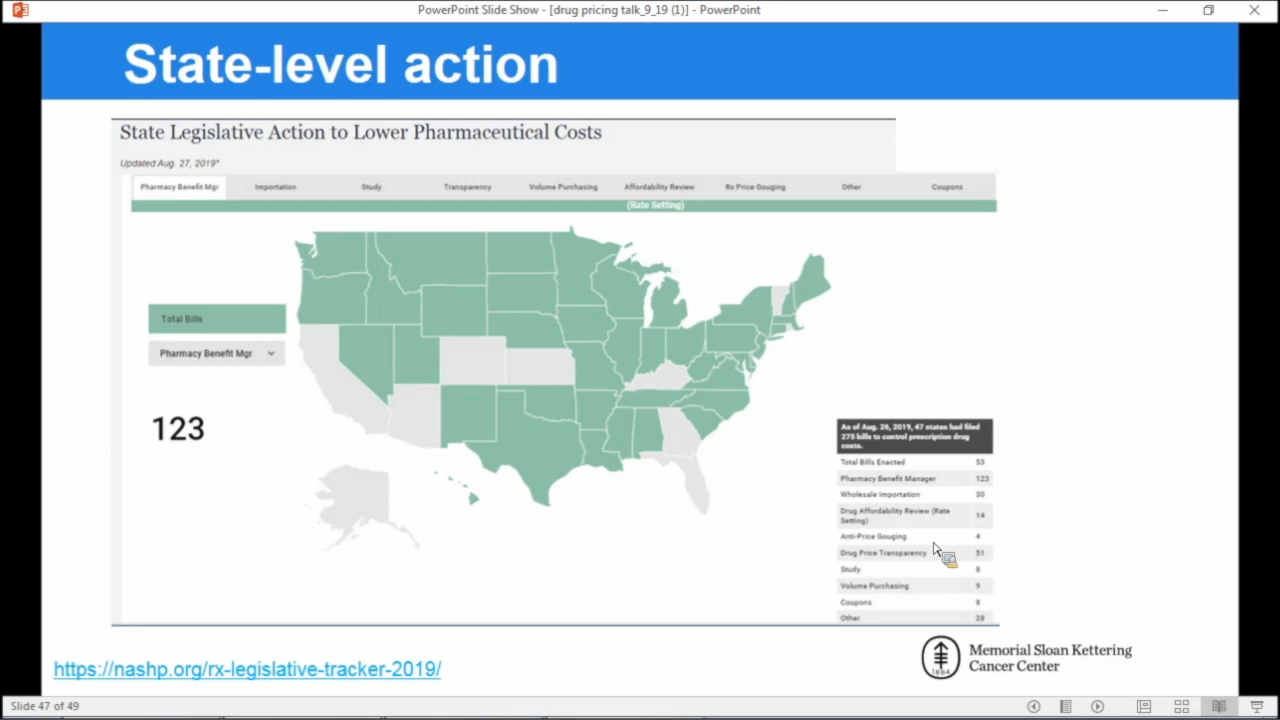 PowerPoint Slide Show - [drug pricing talk_9_19 (1)] - PowerPoint
State-level action
State Legislative Action to Lower Pharmaceutical Costs
Updated Aug. 27, 2019*
Pharmacy Benefit Mgr Importation Study Transparency Volume Purchasing Affordability Review Rx Price Gouging Other Coupons
(Rate Setting)
Total Bills
Pharmacy Benefit Mgr
123
As of Aug. 26, 2019, 47 states had filed
273 bills to control prescription drug
costs.
Total Bills Enacted 53
Pharmacy Benefit Manager 123
Wholesale Importation 30
Drug Affordability Review (Rate
Setting) 14
Anti-Price Gouging 4
Drug Price Transparency 51
Study 8
Volume Purchasing 9
Coupons 8
Other 28
https://nashp.org/rx-legislative-tracker-2019/
1884
Memorial Sloan Kettering
Cancer Center
Slide 47 of 49